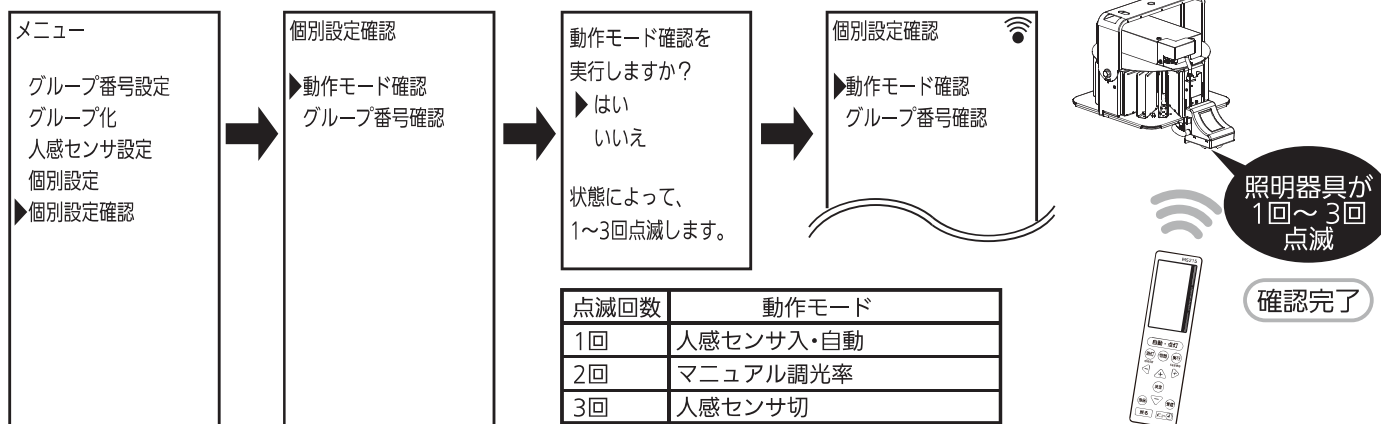 メニュー
グループ番号設定
グループ化
人感センサ設定
個別設定
▶個別設定確認
個別設定確認
▶動作モード確認
グループ番号確認
動作モード確認を
実行しますか？
▶はい
いいえ
状態によって、
1〜3回点滅します。
個別設定確認
▶動作モード確認
グループ番号確認
照明器具が
1回〜3回
点滅
確認完了
点滅回数 動作モード
1回 人感センサ入・自動
2回 マニュアル調光率
3回 人感センサ切
自動・点灯
戻る